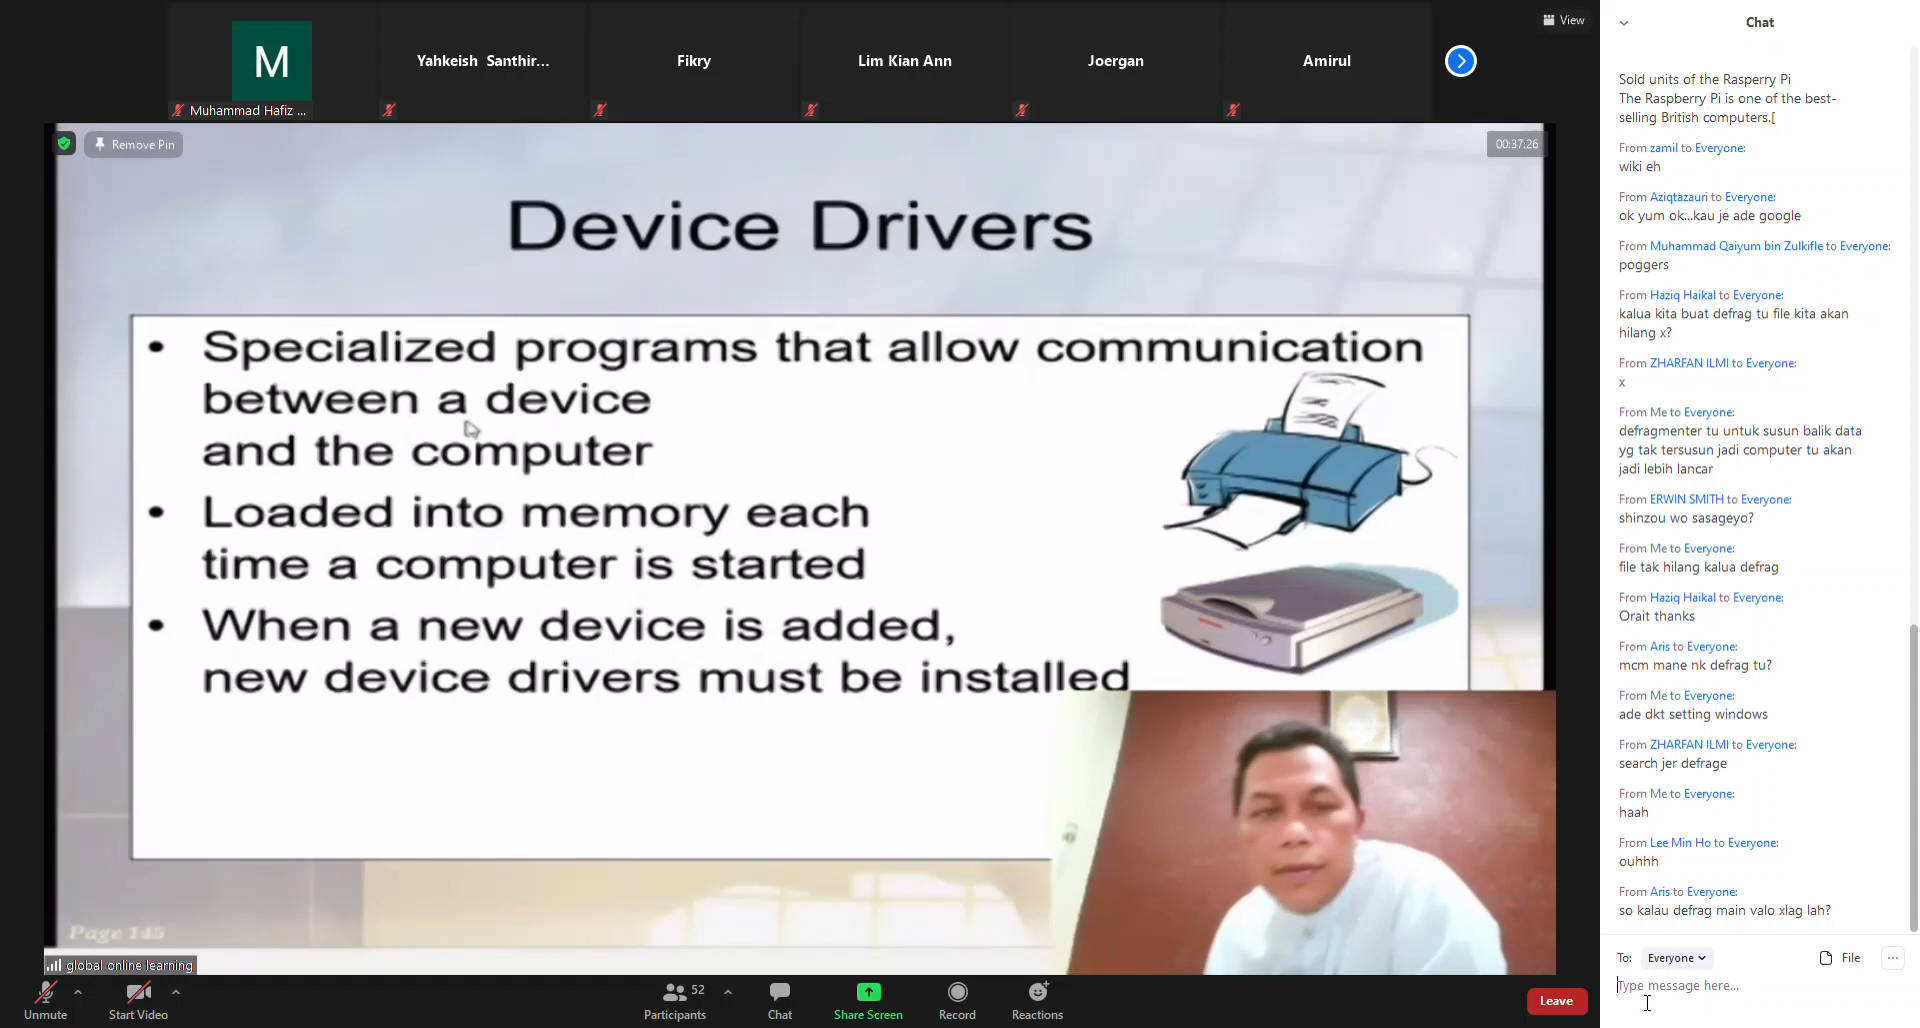 View
M
Muhammad Hafiz ...
Yahkeish Santhir...
Fikry
Lim Kian Ann
Joergan
Amirul
Remove Pin
00:37:26
Device Drivers
• Specialized programs that allow communication
between a device
and the computer
• Loaded into memory each
time a computer is started
• When a new device is added,
new device drivers must be installed
Page 145
global online learning
Unmute
Start Video
52
Participants
Chat
Share Screen
Record
Reactions
Leave
Chat
Sold units of the Rasperry Pi
The Raspberry Pi is one of the best-
selling British computers.[
From zamil to Everyone:
wiki eh
From Aziqtazauri to Everyone:
ok yum ok...kau je ade google
From Muhammad Qaiyum bin Zulkifle to Everyone:
poggers
From Haziq Haikal to Everyone:
kalua kita buat defrag tu file kita akan
hilang x?
From ZHARFAN ILMI to Everyone:
x
From Me to Everyone:
defragmenter tu untuk susun balik data
yg tak tersusun jadi computer tu akan
jadi lebih lancar
From ERWIN SMITH to Everyone:
shinzou wo sasageyo?
From Me to Everyone:
file tak hilang kalua defrag
From Haziq Haikal to Everyone:
Orait thanks
From Aris to Everyone:
mcm mane nk defrag tu?
From Me to Everyone:
ade dkt setting windows
From ZHARFAN ILMI to Everyone:
search jer defrage
From Me to Everyone:
haah
From Lee Min Ho to Everyone:
ouhhh
From Aris to Everyone:
so kalau defrag main valo xlag lah?
To: Everyone
File
...
Type message here...